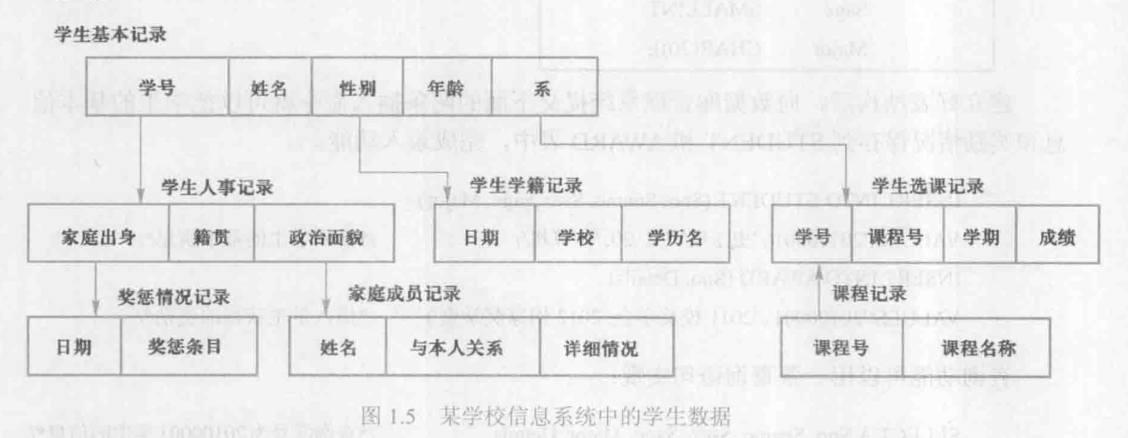 学生基本记录
学号 姓名 性别 年龄 系
学生人事记录 学生学籍记录 学生选课记录
家庭出身 籍贯 政治面貌 日期 学校 学历名 学号 课程号 学期 成绩
奖惩情况记录 家庭成员记录 课程记录
日期 奖惩条目 姓名 与本人关系 详细情况 课程号 课程名称
图 1.5 某学校信息系统中的学生数据